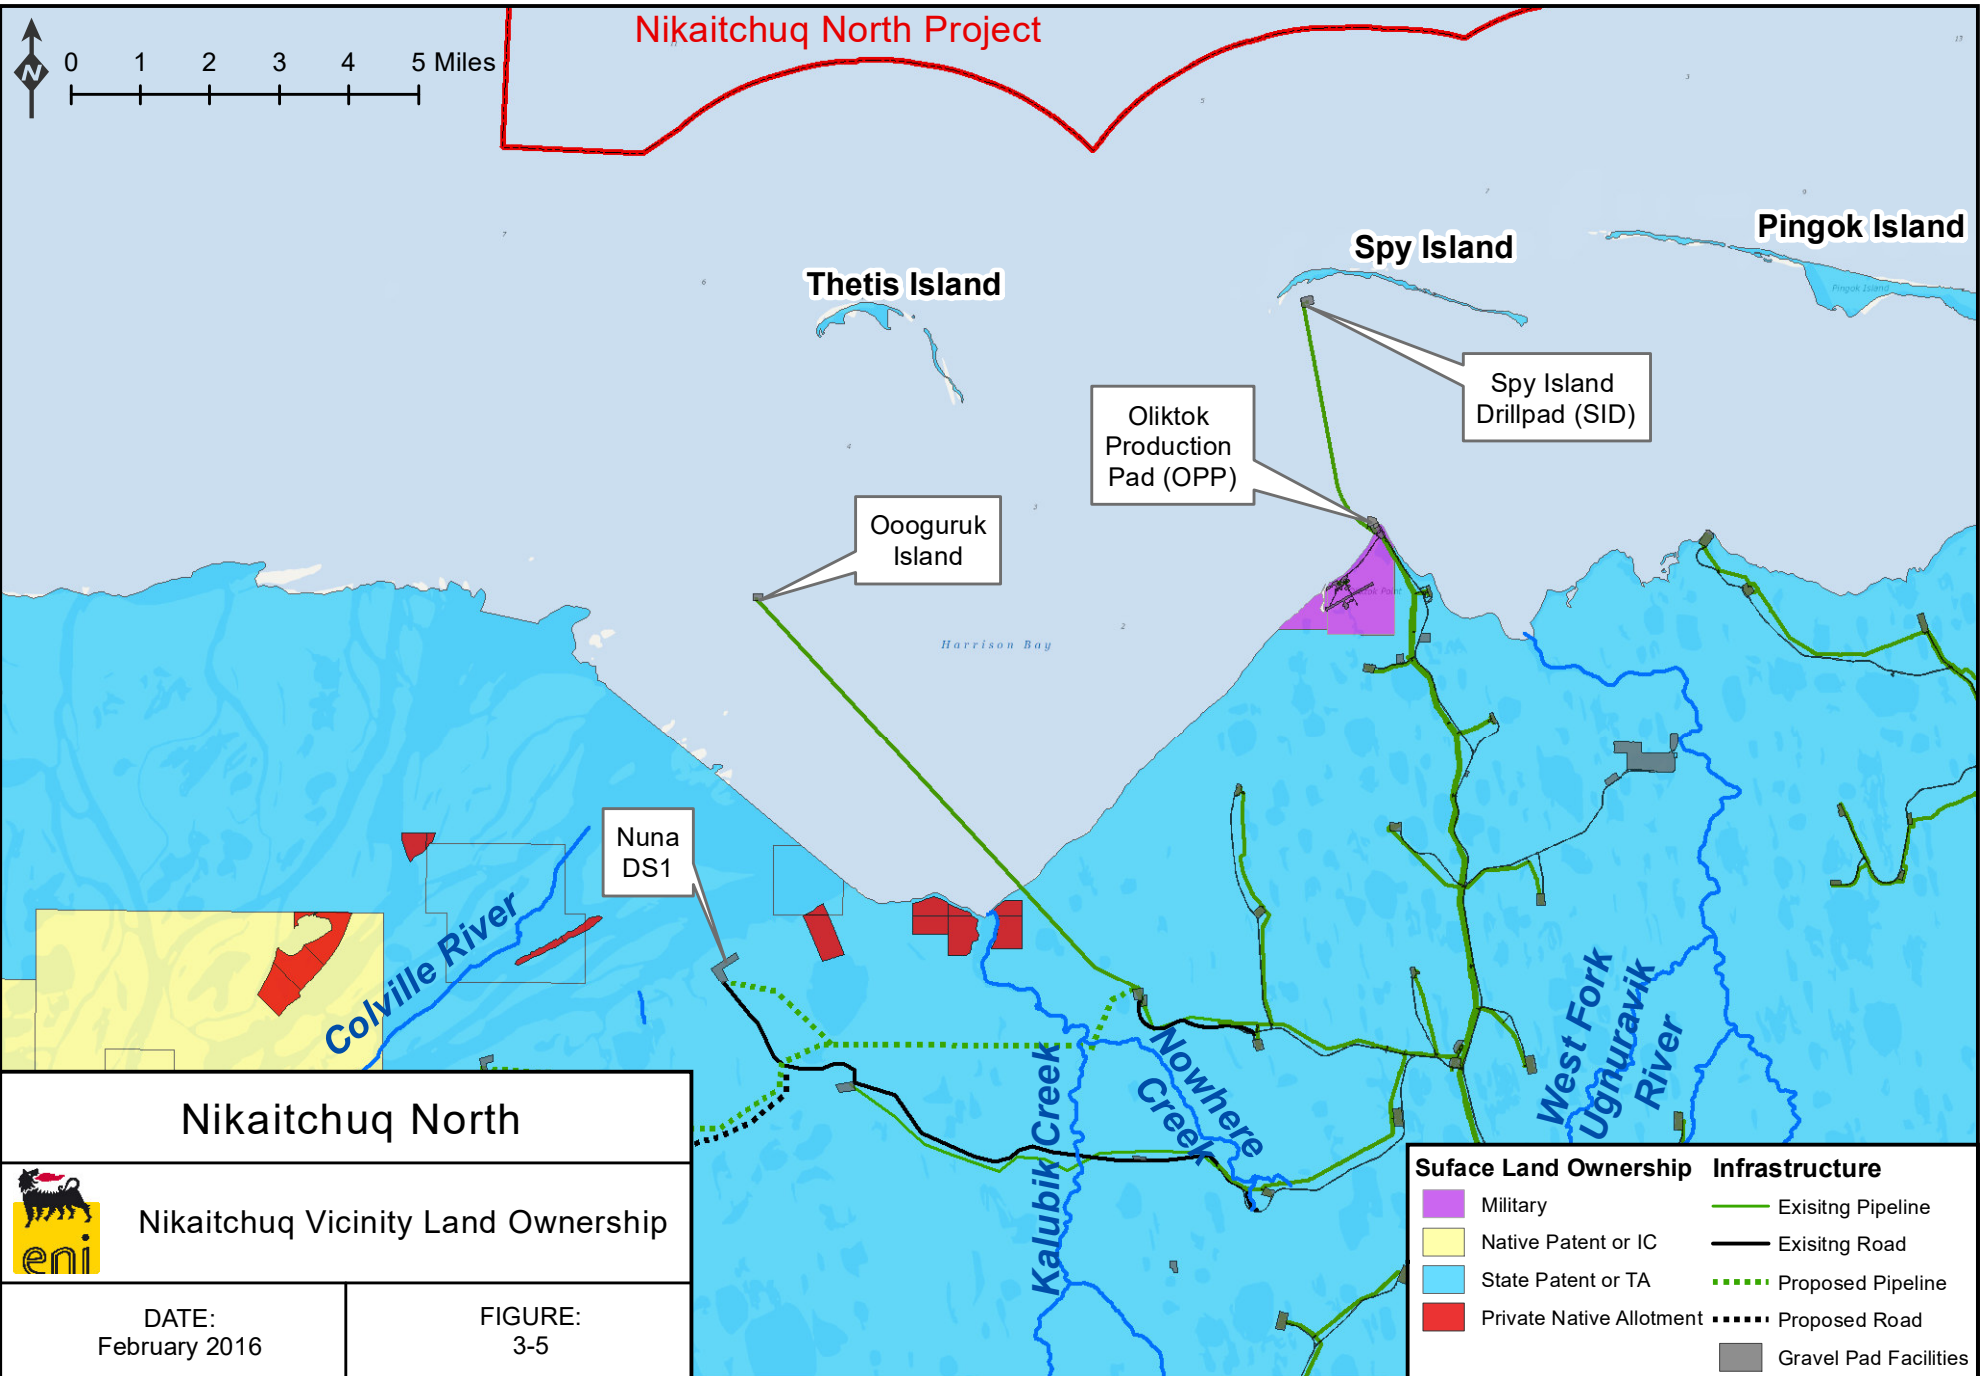 Nikaitchuq North Project
N
0 1 2 3 4 5 Miles
Thetis Island
Spy Island
Pingok Island
Pingok Island
Spy Island
Drillpad (SID)
Oliktok
Production
Pad (OPP)
Oooguruk
Island
Harrison Bay
Nuna
DS1
Colville River
Kalubik Creek
Nowhere
Creek
West Fork
Ugnuravik
River
Nikaitchuq North
eni
Nikaitchuq Vicinity Land Ownership
DATE:
February 2016
FIGURE:
3-5
Suface Land Ownership
Military
Native Patent or IC
State Patent or TA
Private Native Allotment
Infrastructure
Exisitng Pipeline
Exisitng Road
Proposed Pipeline
Proposed Road
Gravel Pad Facilities